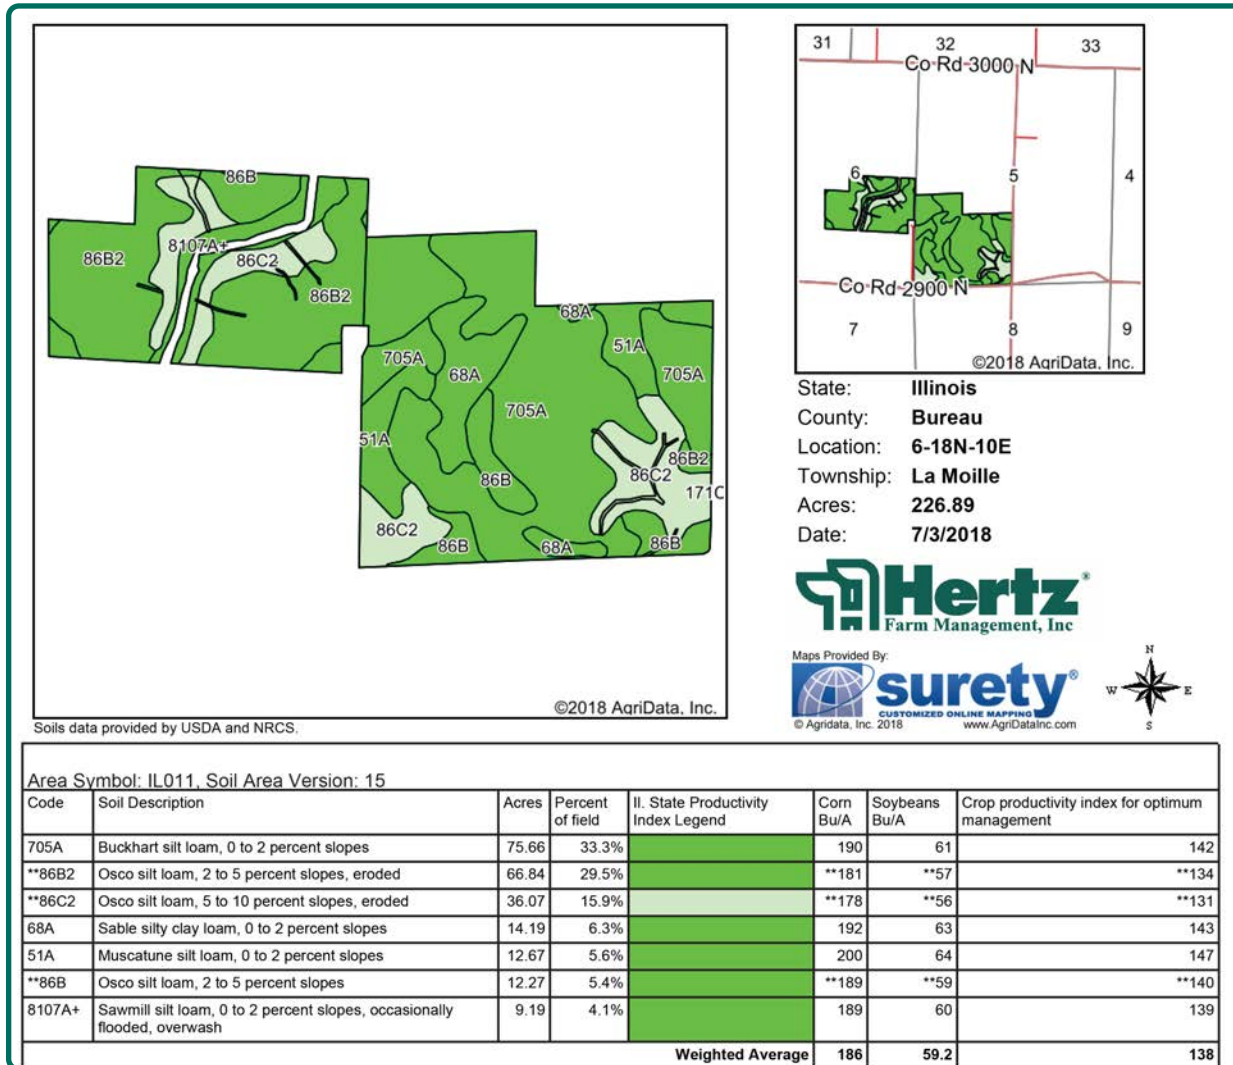 86B
8107A+
86B2
86C2
86B2
68A
51A
705A
68A
705A
705A
51A
86B2
86C2
86B
171C
86C2
86B
68A
86B
©2018 AgriData, Inc.
Soils data provided by USDA and NRCS.
31
32
33
Co Rd 3000 N
6
5
4
Co Rd 2900 N
7
8
9
©2018 AgriData, Inc.
State: Illinois
County: Bureau
Location: 6-18N-10E
Township: La Moille
Acres: 226.89
Date: 7/3/2018
Hertz®
Farm Management, Inc
Maps Provided By:
surety®
CUSTOMIZED ONLINE MAPPING
© Agridata, Inc. 2018 www.AgriDataInc.com
N
W E
S
Area Symbol: IL011, Soil Area Version: 15
Code Soil Description Acres Percent of field II. State Productivity Index Legend Corn Bu/A Soybeans Bu/A Crop productivity index for optimum management
705A Buckhart silt loam, 0 to 2 percent slopes 75.66 33.3% 190 61 142
**86B2 Osco silt loam, 2 to 5 percent slopes, eroded 66.84 29.5% **181 **57 **134
**86C2 Osco silt loam, 5 to 10 percent slopes, eroded 36.07 15.9% **178 **56 **131
68A Sable silty clay loam, 0 to 2 percent slopes 14.19 6.3% 192 63 143
51A Muscatune silt loam, 0 to 2 percent slopes 12.67 5.6% 200 64 147
**86B Osco silt loam, 2 to 5 percent slopes 12.27 5.4% **189 **59 **140
8107A+ Sawmill silt loam, 0 to 2 percent slopes, occasionally flooded, overwash 9.19 4.1% 189 60 139
Weighted Average 186 59.2 138